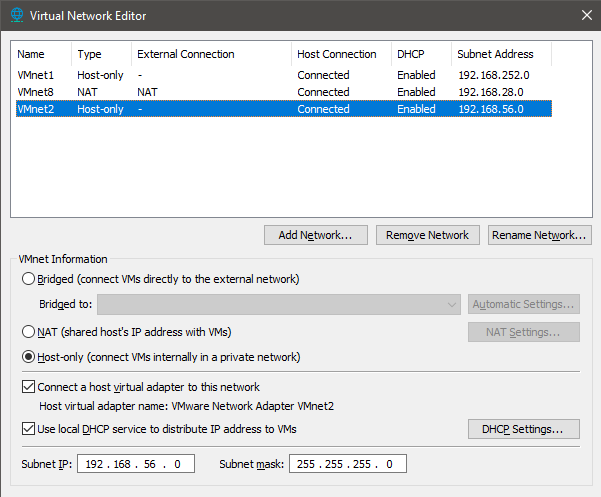 Virtual Network Editor
Name Type External Connection Host Connection DHCP Subnet Address
VMnet1 Host-only - Connected Enabled 192.168.252.0
VMnet8 NAT NAT Connected Enabled 192.168.28.0
VMnet2 Host-only - Connected Enabled 192.168.56.0
Add Network... Remove Network Rename Network...
VMnet Information
Bridged (connect VMs directly to the external network)
Bridged to: Automatic Settings...
NAT (shared host's IP address with VMs) NAT Settings...
Host-only (connect VMs internally in a private network)
Connect a host virtual adapter to this network
Host virtual adapter name: VMware Network Adapter VMnet2
Use local DHCP service to distribute IP address to VMs DHCP Settings...
Subnet IP: 192 . 168 . 56 . 0 Subnet mask: 255 . 255 . 255 . 0